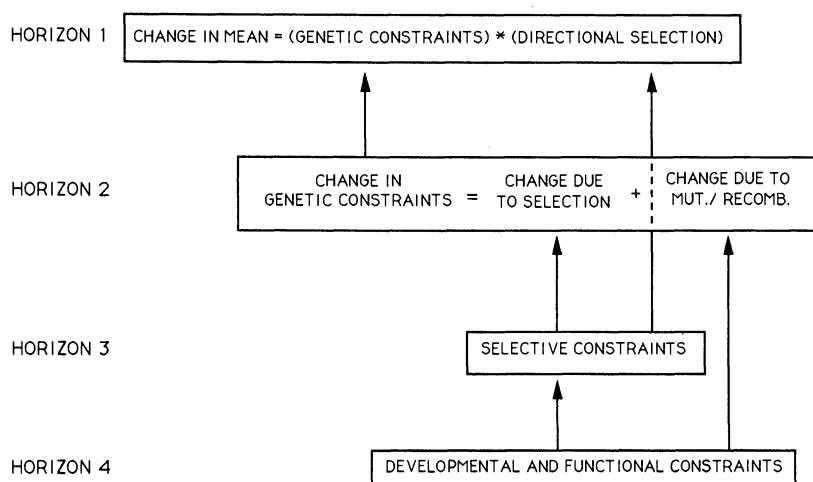 HORIZON 1 CHANGE IN MEAN = (GENETIC CONSTRAINTS) * (DIRECTIONAL SELECTION)
HORIZON 2
CHANGE IN
GENETIC CONSTRAINTS
=
CHANGE DUE
TO SELECTION
+
CHANGE DUE TO
MUT./ RECOMB.
HORIZON 3 SELECTIVE CONSTRAINTS
HORIZON 4 DEVELOPMENTAL AND FUNCTIONAL CONSTRAINTS